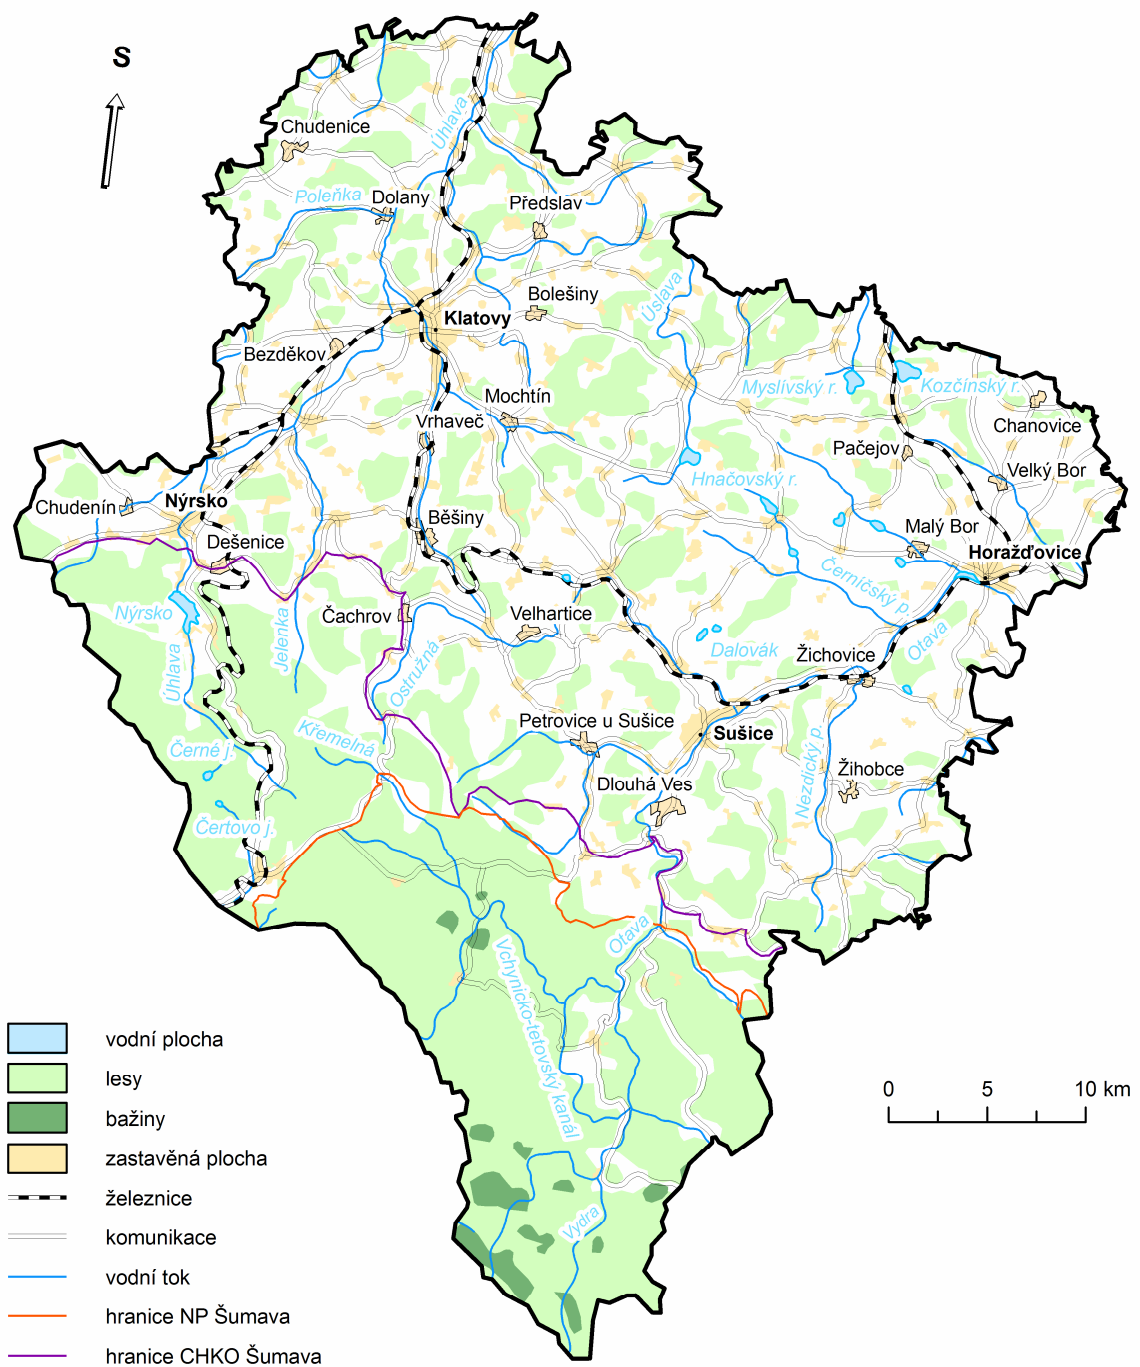 S
Chudenice
Úhlava
Poleňka
Dolany
Předslav
Úslava
Bolešiny
Klatovy
Bezděkov
Myslívský r.
Kozčínský r.
Mochtín
Vrhaveč
Chanovice
Pačejov
Velký Bor
Hnačovský r.
Chudenín
Nýrsko
Běšiny
Malý Bor
Dešenice
Horažďovice
Černíčský p.
Nýrsko
Čachrov
Velhartice
Jelenka
Ostružná
Dalovák
Otava
Žichovice
Úhlava
Petrovice u Sušice
Sušice
Křemelná
Černé j.
Nezdický p.
Žihobce
Dlouhá Ves
Čertovo j.
Otava
Vchynicko-tetovský kanál
Vydra
vodní plocha
lesy
bažiny
zastavěná plocha
železnice
komunikace
vodní tok
hranice NP Šumava
hranice CHKO Šumava
0 5 10 km